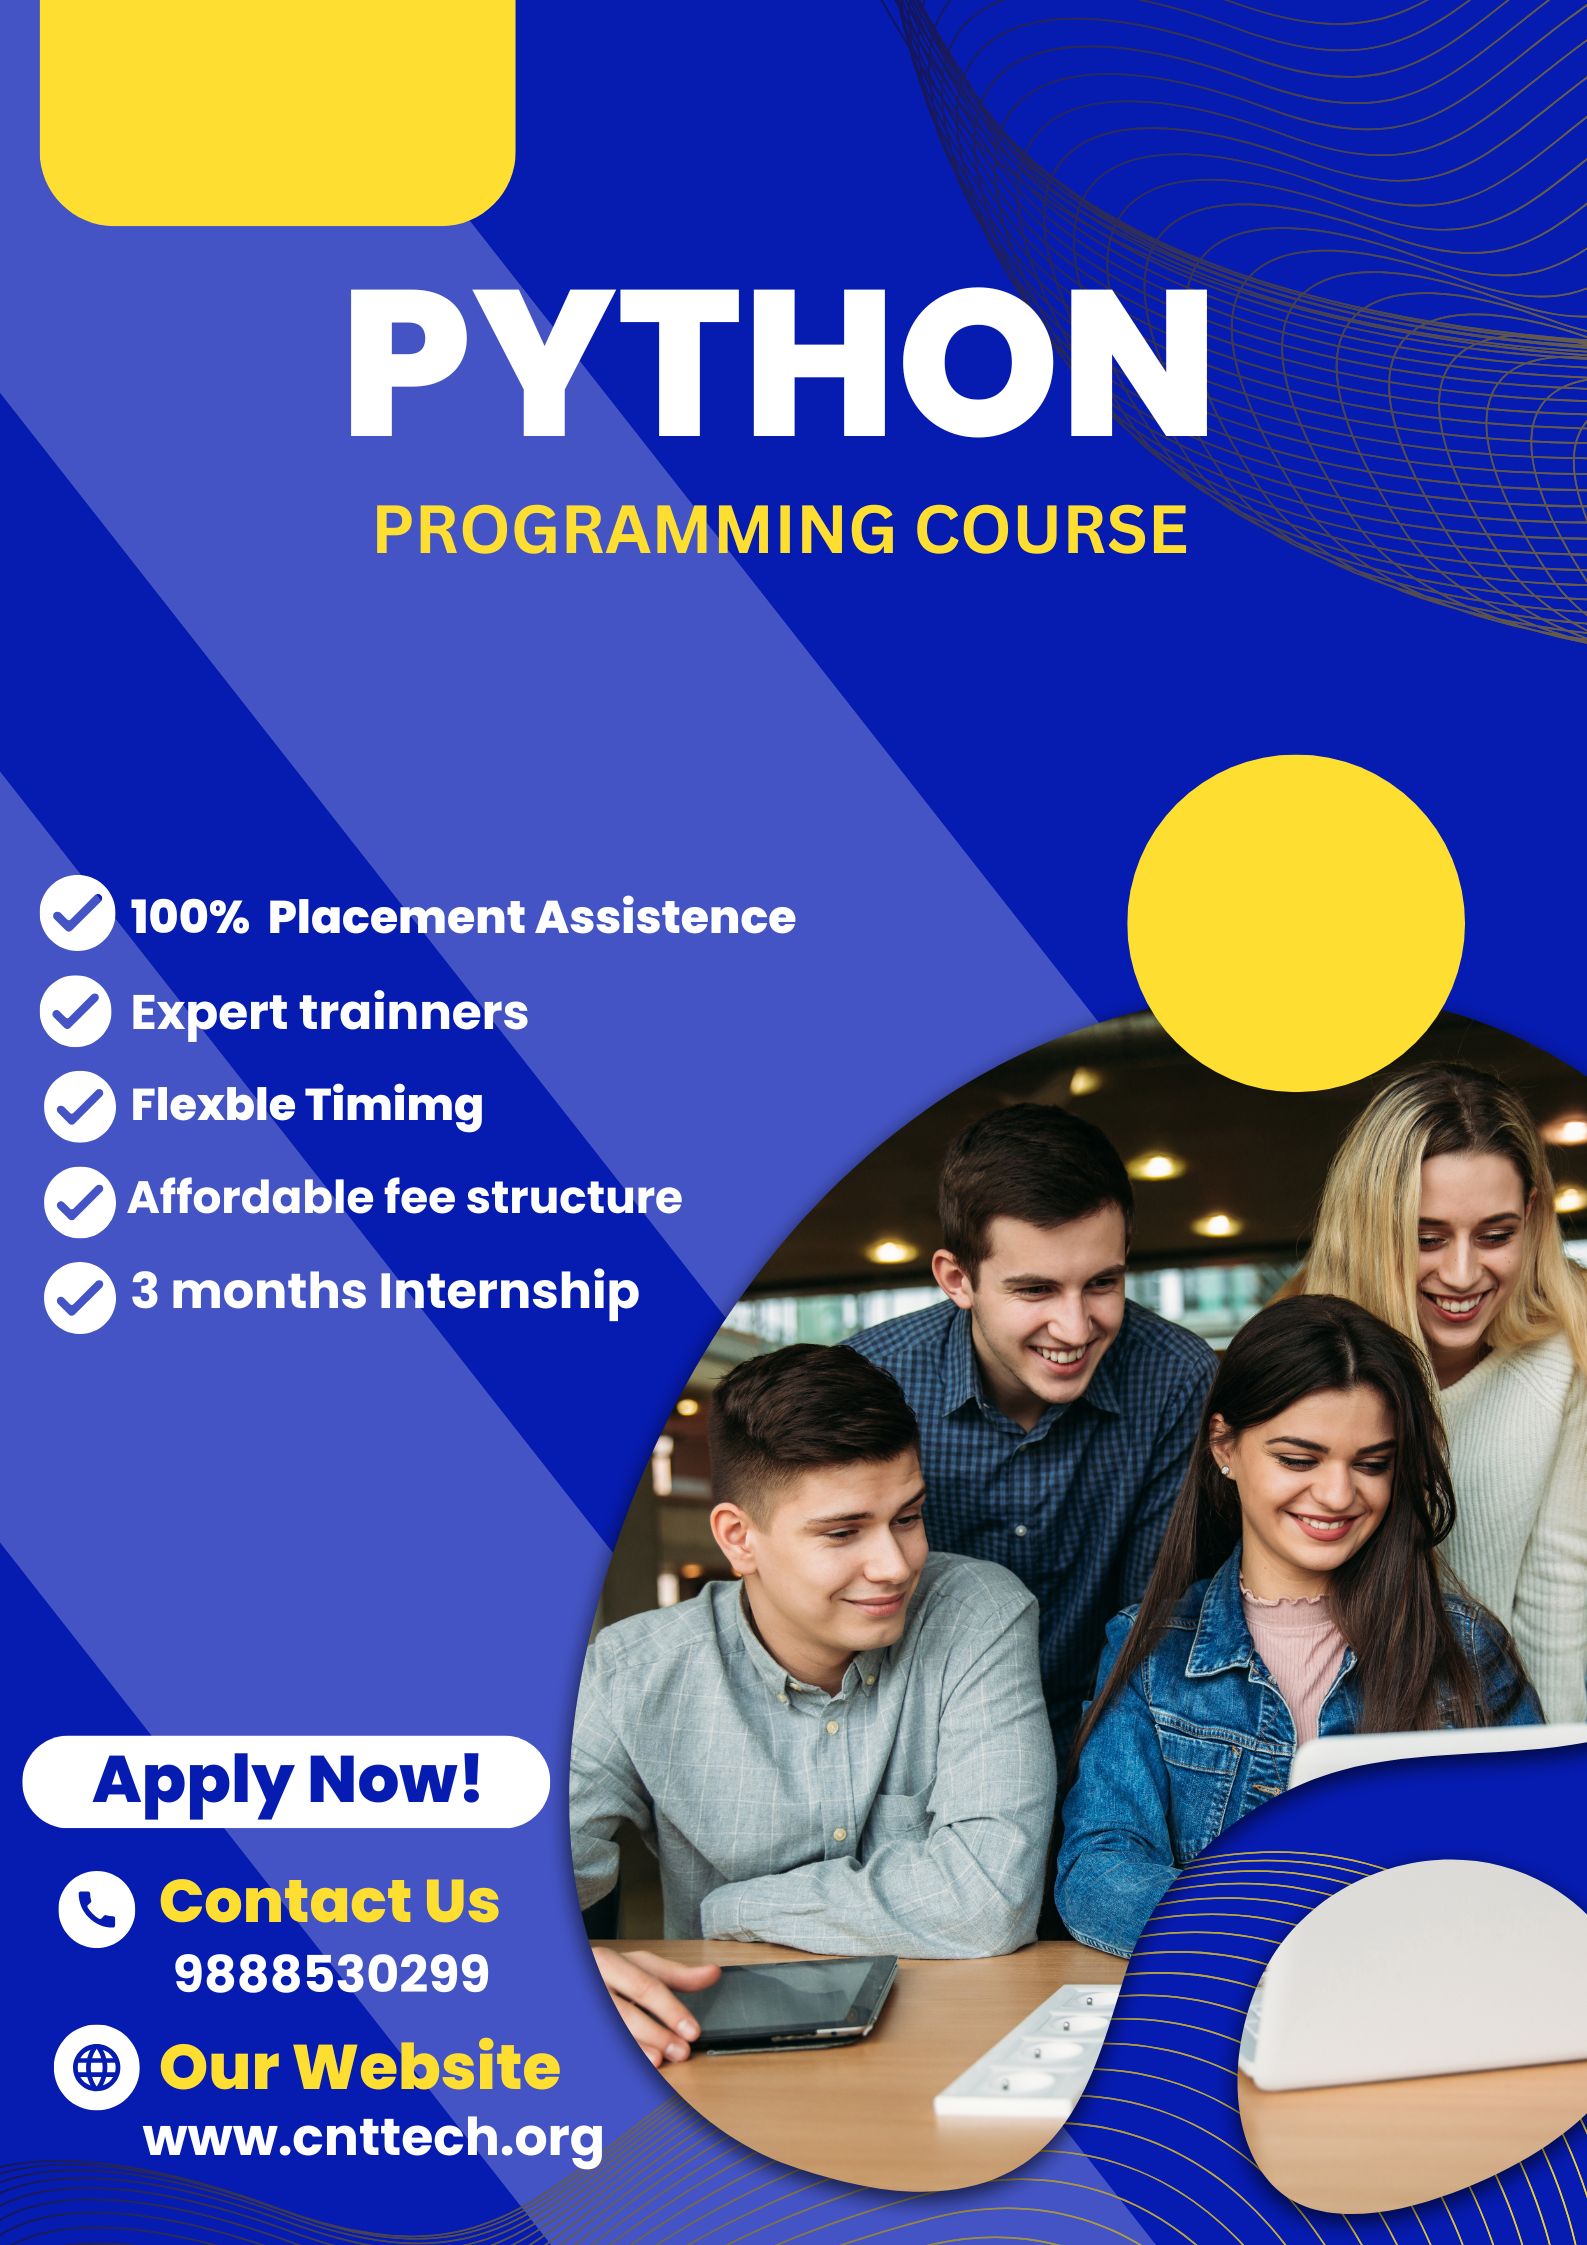 PYTHON
PROGRAMMING COURSE
100% Placement Assistence
Expert trainners
Flexble Timimg
Affordable fee structure
3 months Internship
Apply Now!
Contact Us
9888530299
Our Website
www.cnttech.org